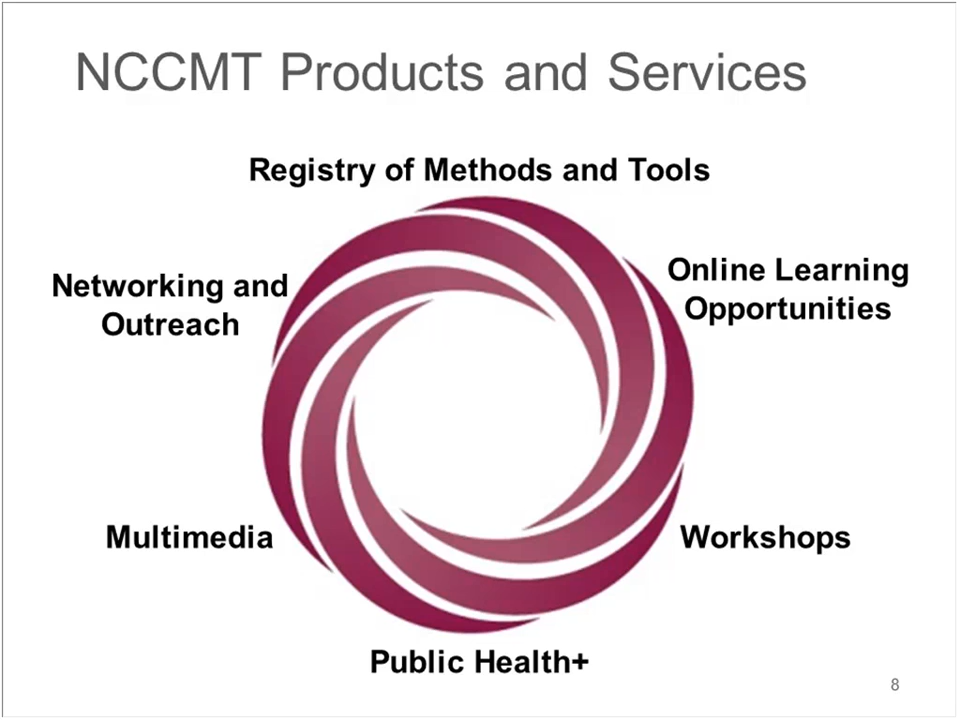 NCCMT Products and Services
Registry of Methods and Tools
Online Learning
Opportunities
Networking and
Outreach
Multimedia
Workshops
Public Health+
8